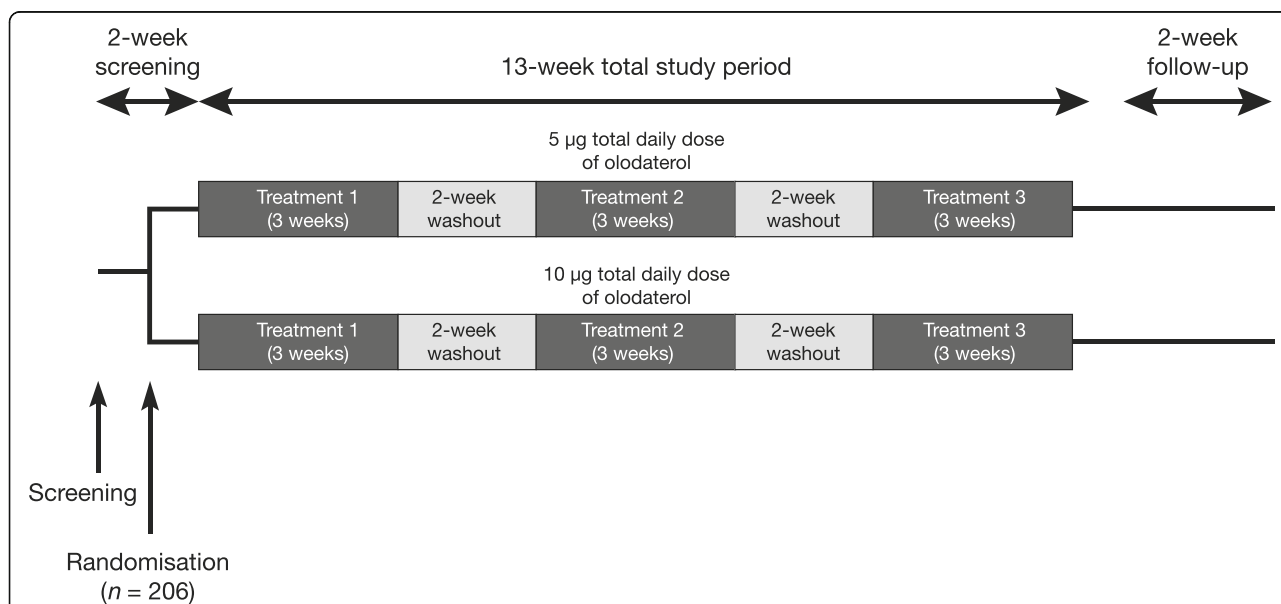 2-week
screening
13-week total study period
2-week
follow-up
5 µg total daily dose
of olodaterol
Treatment 1
(3 weeks)
2-week
washout
Treatment 2
(3 weeks)
2-week
washout
Treatment 3
(3 weeks)
10 µg total daily dose
of olodaterol
Treatment 1
(3 weeks)
2-week
washout
Treatment 2
(3 weeks)
2-week
washout
Treatment 3
(3 weeks)
Screening
Randomisation
(n = 206)